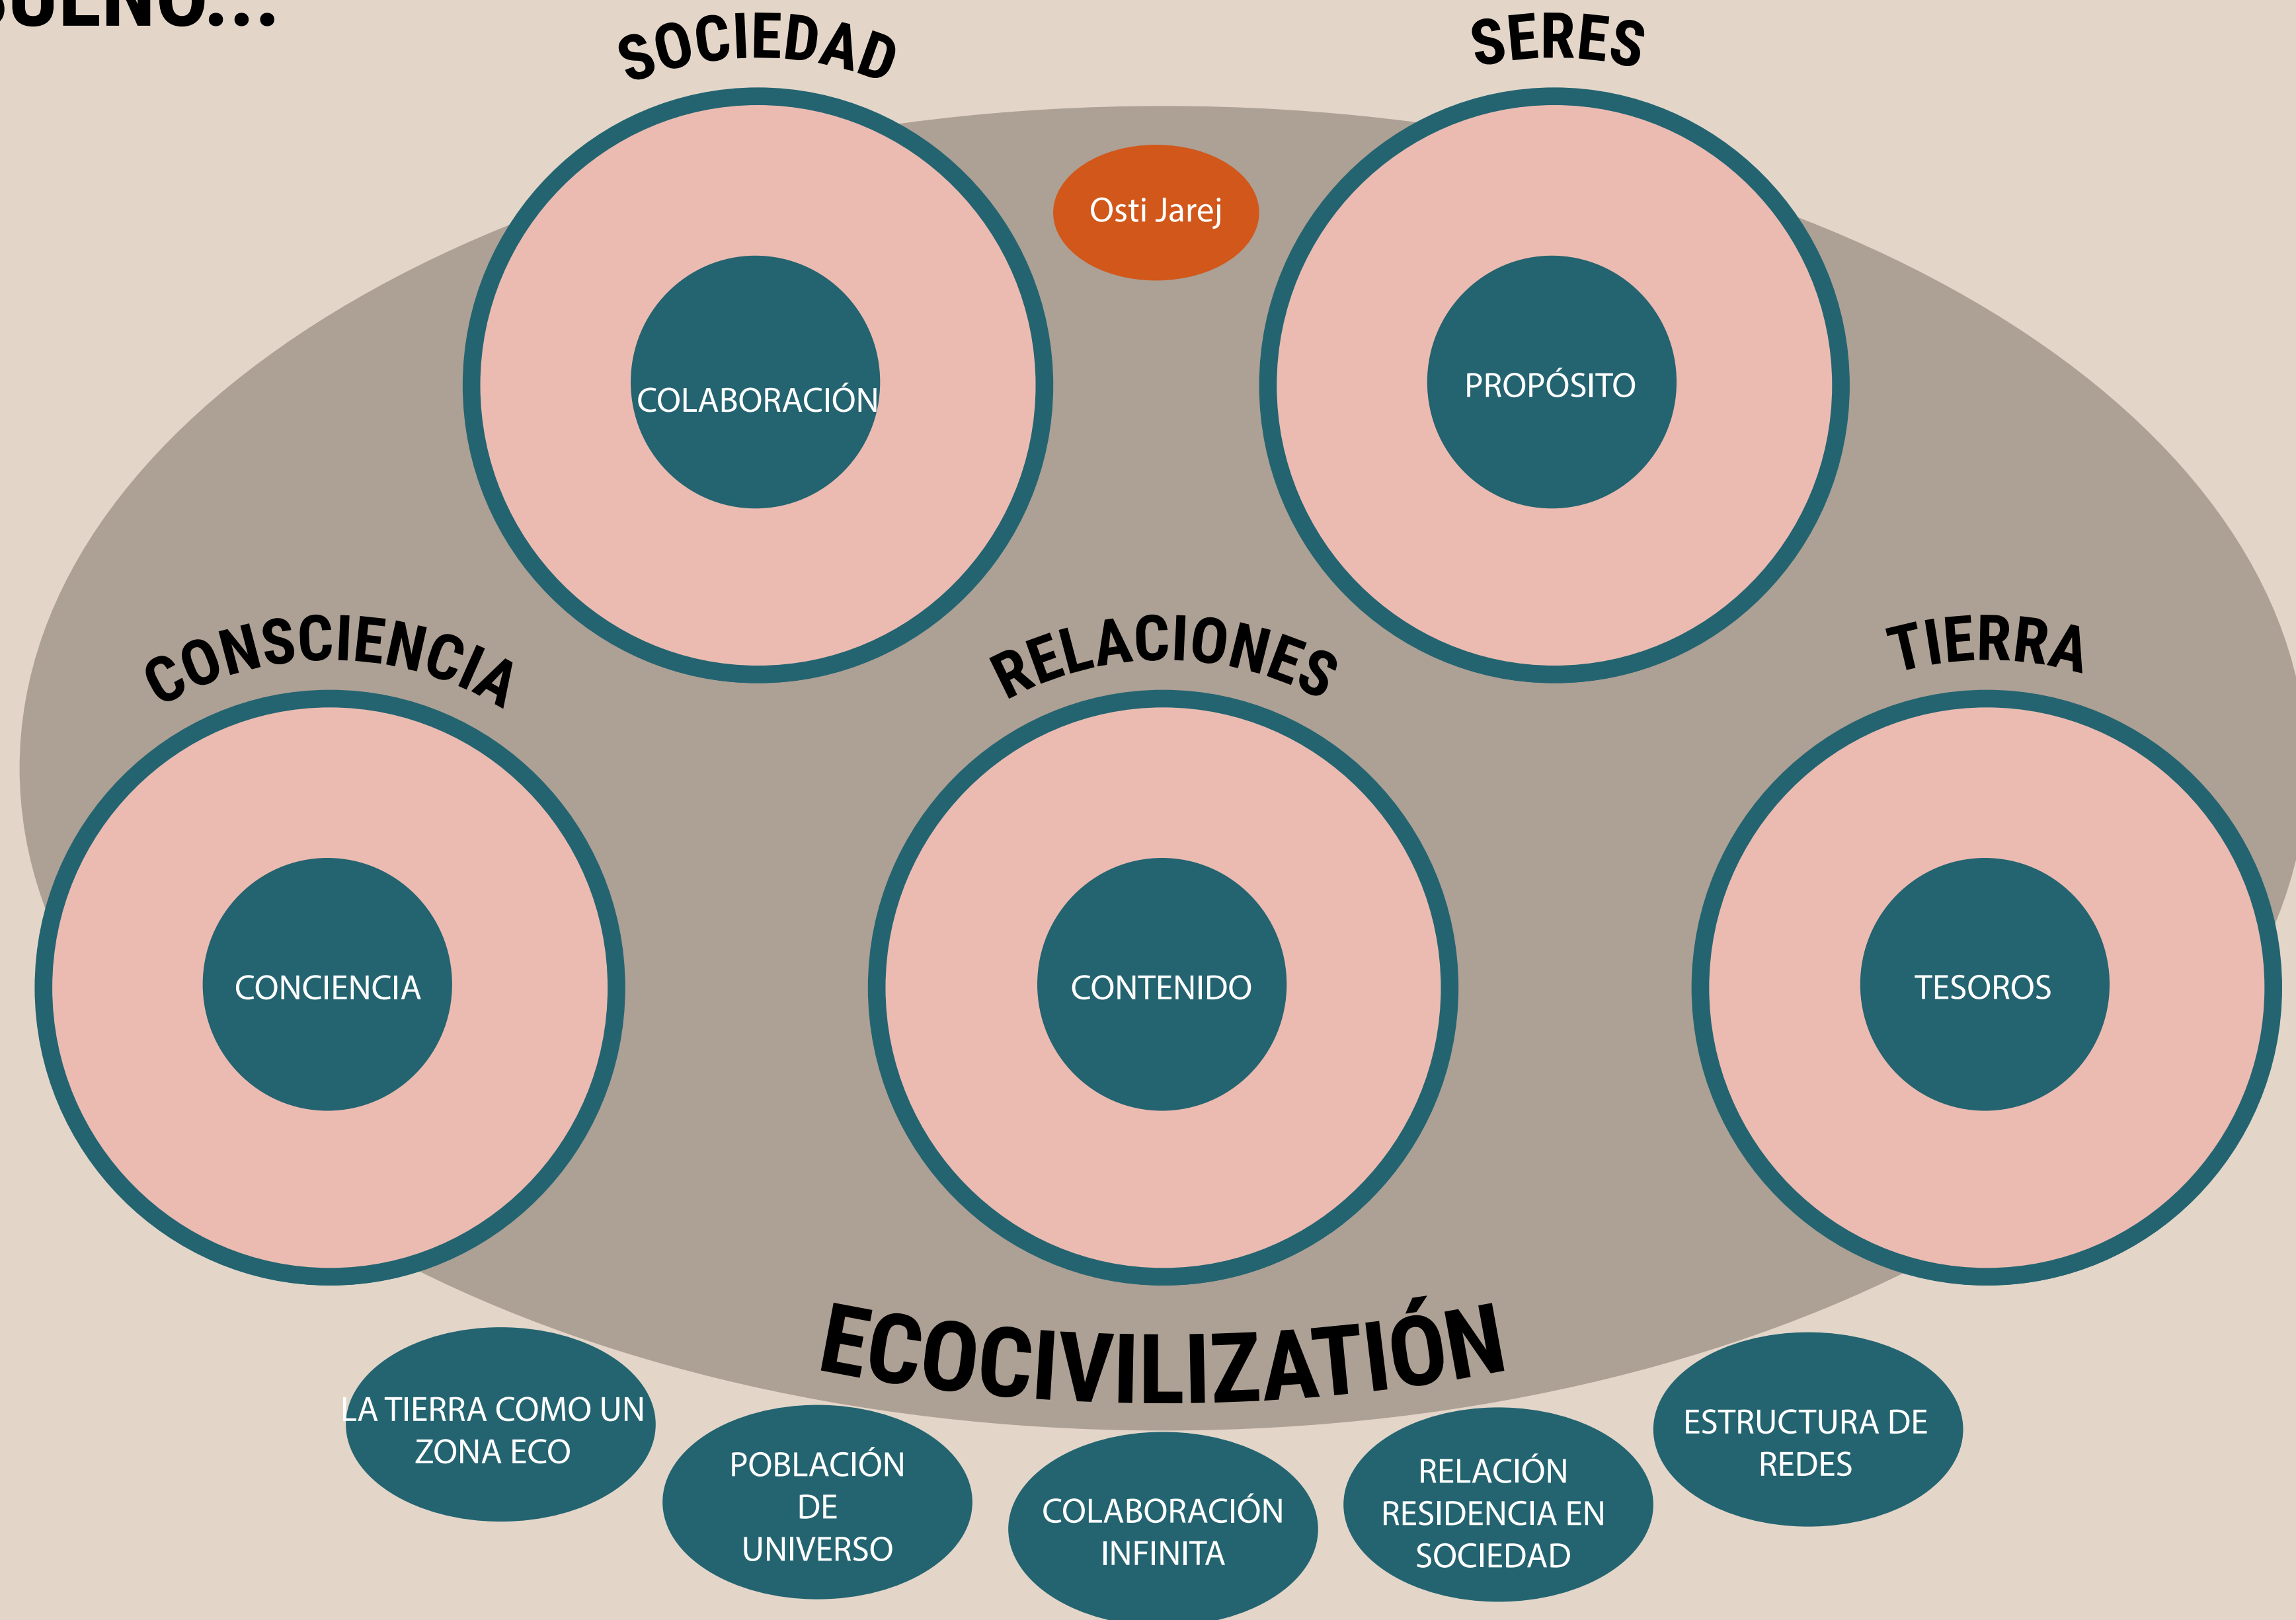 SUEÑO...
SOCIEDAD
SERES
Osti Jarej
COLABORACIÓN
PROPÓSITO
CONSCIENCIA
RELACIONES
TIERRA
CONCIENCIA
CONTENIDO
TESOROS
ECOCIVILIZATIÓN
LA TIERRA COMO UN
ZONA ECO
POBLACIÓN
DE
UNIVERSO
COLABORACIÓN
INFINITA
RELACIÓN
RESIDENCIA EN
SOCIEDAD
ESTRUCTURA DE
REDES